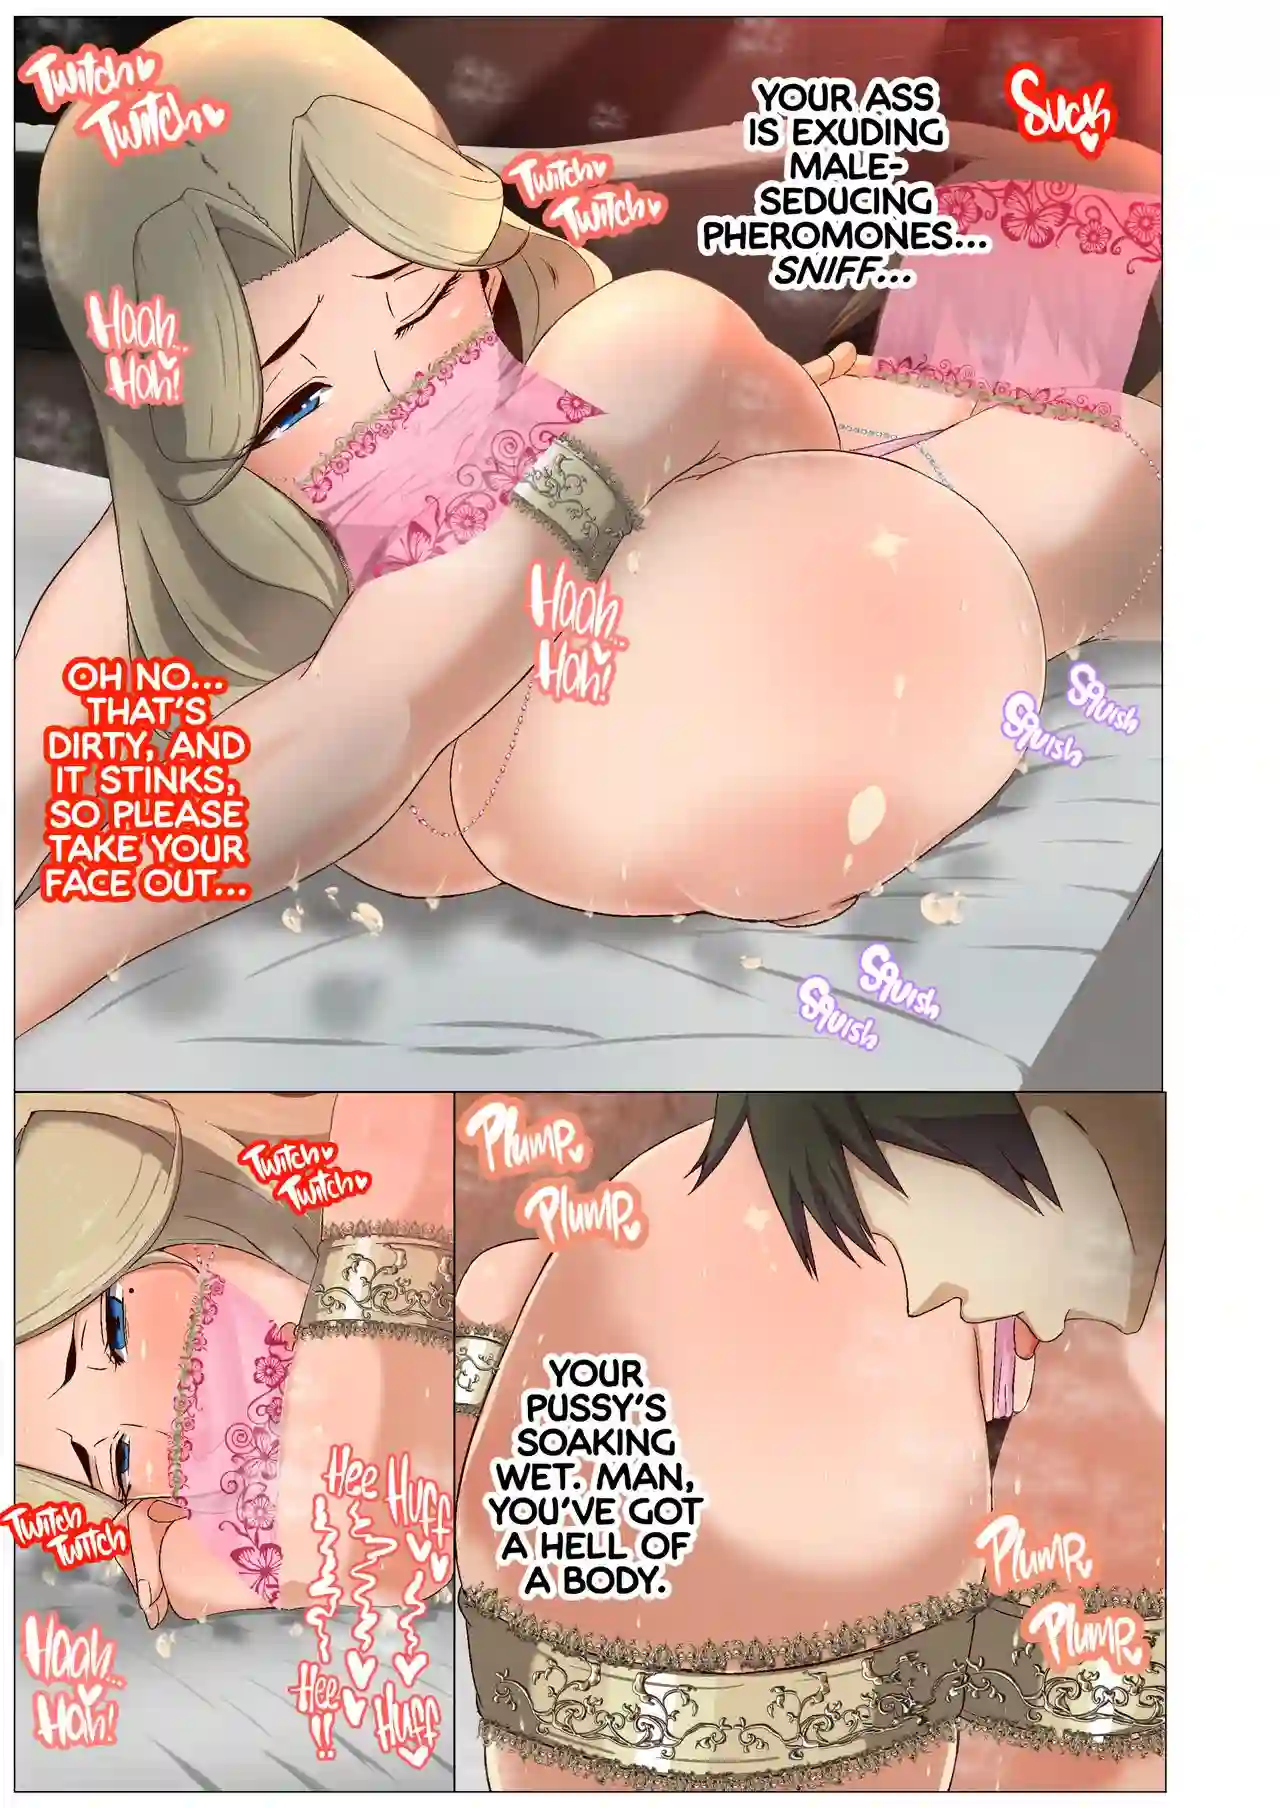 Twitch
Twitch
YOUR ASS
IS EXUDING
MALE-
SEDUCING
PHEROMONES...
SNIFF...
Suck
Twitch
Twitch
Haah...
Hah!
Haah...
Hah!
OH NO...
THAT'S
DIRTY, AND
IT STINKS,
SO PLEASE
TAKE YOUR
FACE OUT...
Squish
Squish
Squish
Squish
Twitch
Twitch
Hee
Hee!!
Huff
Huff
Twitch
Twitch
Haah...
Hah!
Plump
Plump
YOUR
PUSSY'S
SOAKING
WET. MAN,
YOU'VE GOT
A HELL OF
A BODY.
Plump
Plump